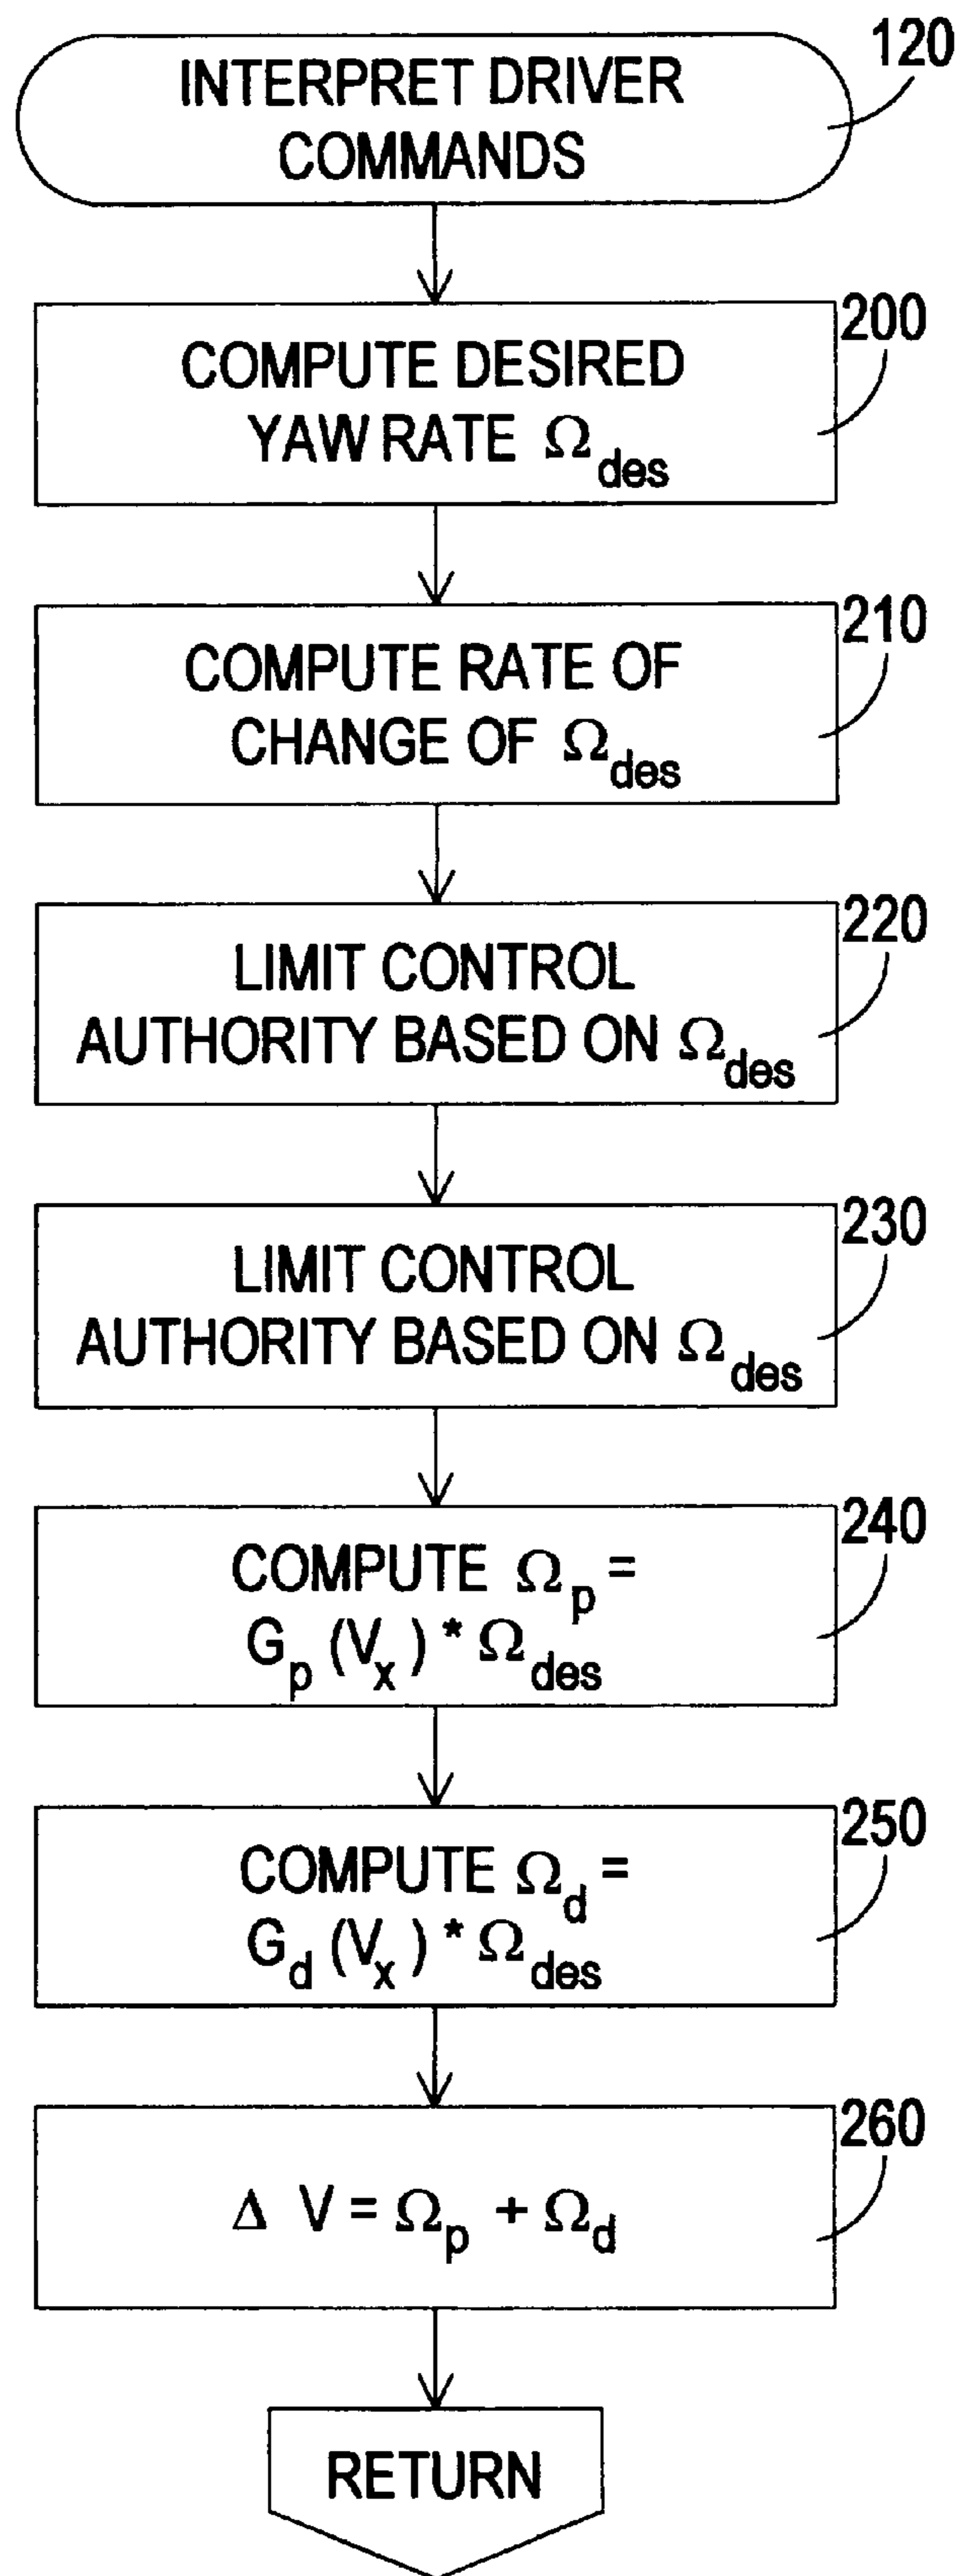 120
INTERPRET DRIVER
COMMANDS
200
COMPUTE DESIRED
YAW RATE Ω des
210
COMPUTE RATE OF
CHANGE OF Ω des
220
LIMIT CONTROL
AUTHORITY BASED ON Ω des
230
LIMIT CONTROL
AUTHORITY BASED ON Ω des
240
COMPUTE Ω p =
G p (V x ) * Ω des
250
COMPUTE Ω d =
G d (V x ) * Ω des
260
Δ V = Ω p + Ω d
RETURN